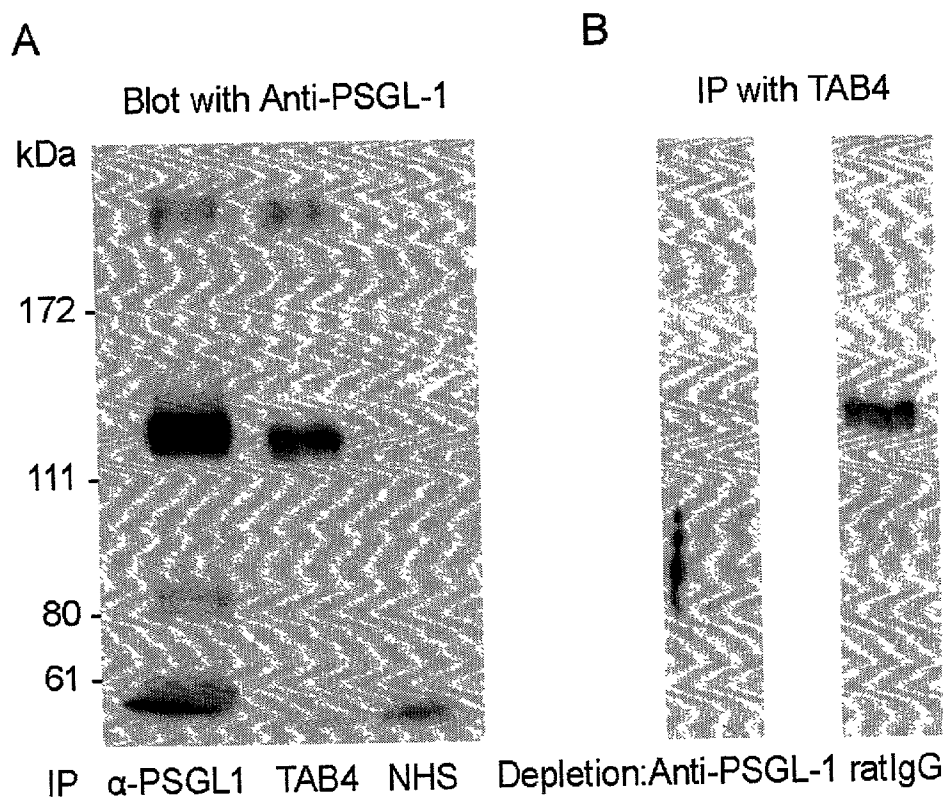 A
Blot with Anti-PSGL-1
kDa
172
111
80
61
IP α-PSGL1 TAB4 NHS
B
IP with TAB4
Depletion:Anti-PSGL-1 ratIgG